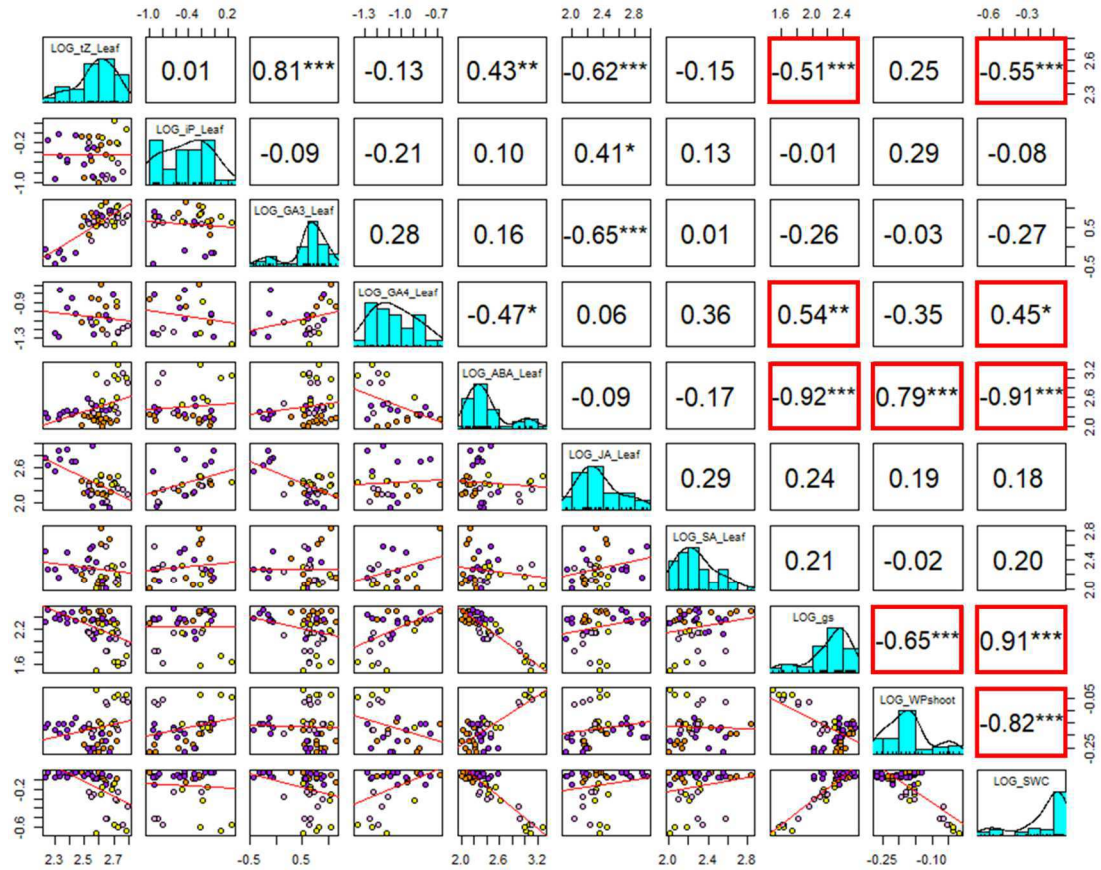 -1.0 -0.4 0.2 -1.3 -1.0 -0.7 2.0 2.4 2.8 1.6 2.0 2.4 -0.6 -0.3
LOG_tZ_Leaf 0.01 0.81*** -0.13 0.43** -0.62*** -0.15 -0.51*** 0.25 -0.55*** 2.3 2.6
-1.0 -0.2 LOG_iP_Leaf -0.09 -0.21 0.10 0.41* 0.13 -0.01 0.29 -0.08
LOG_GA3_Leaf 0.28 0.16 -0.65*** 0.01 -0.26 -0.03 -0.27 -0.5 0.5
-1.3 -0.9 LOG_GA4_Leaf -0.47* 0.06 0.36 0.54** -0.35 0.45*
LOG_ABA_Leaf -0.09 -0.17 -0.92*** 0.79*** -0.91*** 2.0 2.6 3.2
2.0 2.6 LOG_JA_Leaf 0.29 0.24 0.19 0.18
LOG_SA_Leaf 0.21 -0.02 0.20 2.0 2.4 2.8
1.6 2.2 LOG_gs -0.65*** 0.91***
LOG_WPshoot -0.82*** -0.25 -0.05
-0.6 -0.2 LOG_SWC
2.3 2.5 2.7 -0.5 0.5 2.0 2.6 3.2 2.0 2.4 2.8 -0.25 -0.10